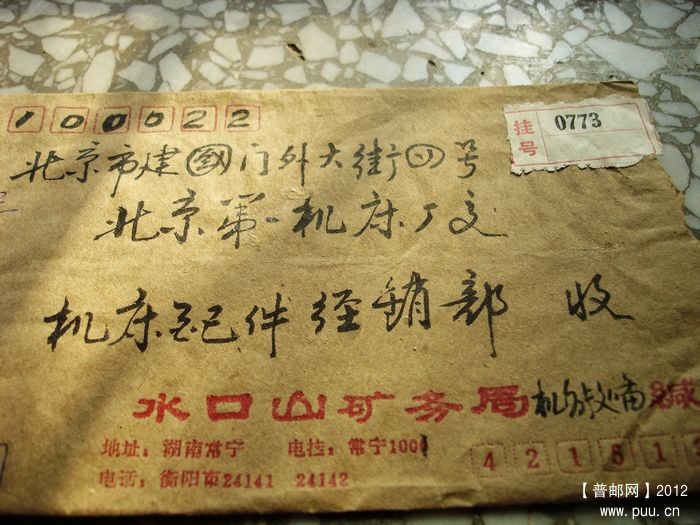 100022
挂号 0773
北京市建国门外大街四号
北京第一机床厂交
机床配件经销部 收
水口山矿务局 缄
地址：湖南常宁 电挂：常宁1001
电话：衡阳市24141 24142
421513
【普邮网】2012
www.puu.cn